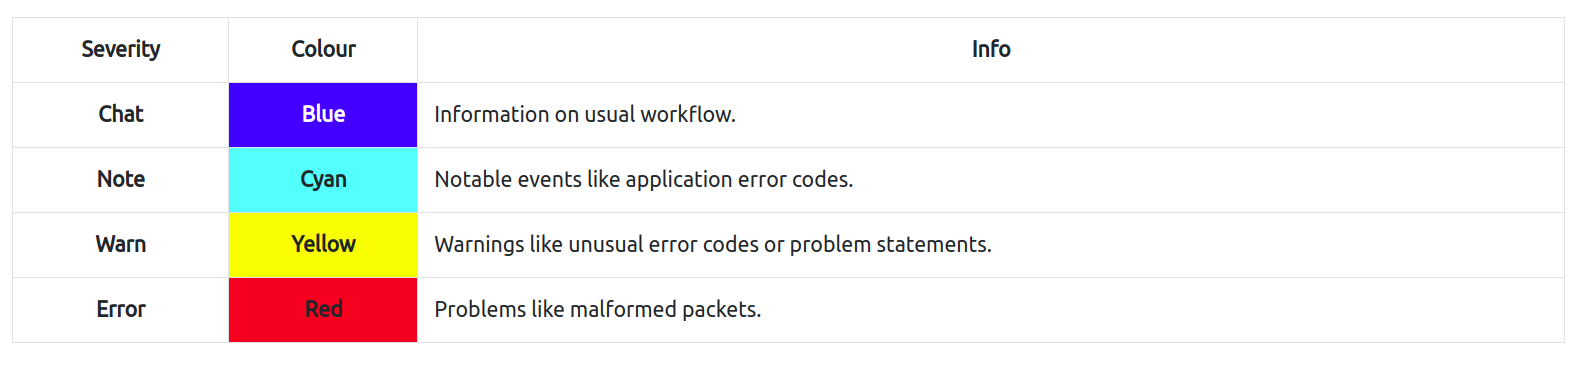 Severity Colour Info
Chat Blue Information on usual workflow.
Note Cyan Notable events like application error codes.
Warn Yellow Warnings like unusual error codes or problem statements.
Error Red Problems like malformed packets.